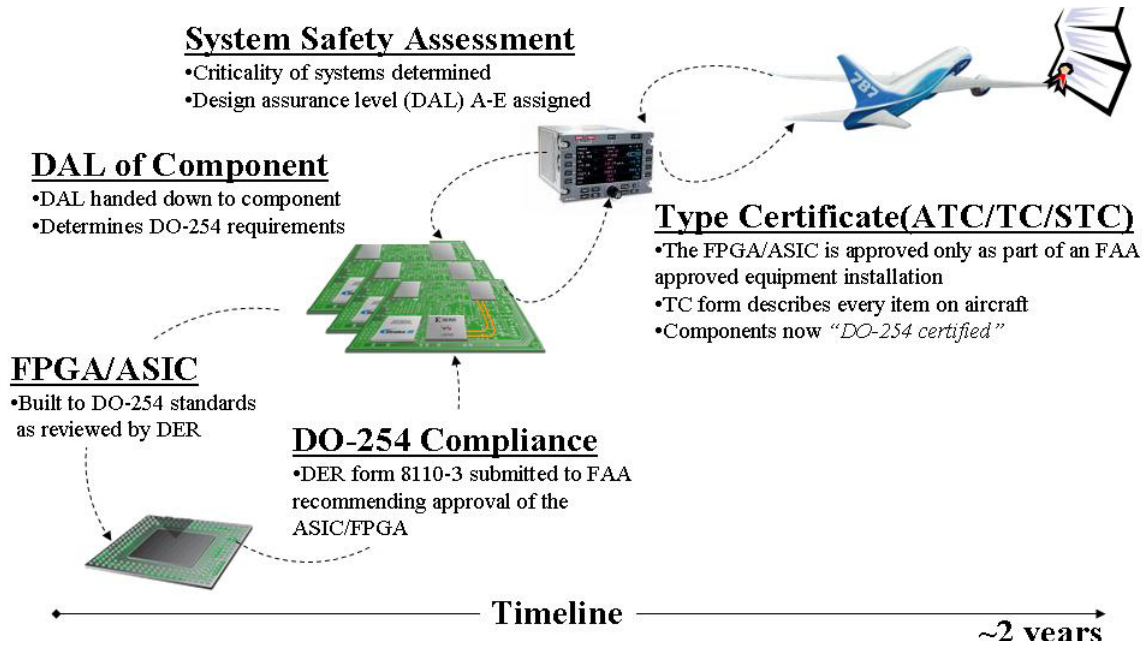 System Safety Assessment
•Criticality of systems determined
•Design assurance level (DAL) A-E assigned
787
DAL of Component
•DAL handed down to component
•Determines DO-254 requirements
Type Certificate(ATC/TC/STC)
•The FPGA/ASIC is approved only as part of an FAA
approved equipment installation
•TC form describes every item on aircraft
•Components now “DO-254 certified”
FPGA/ASIC
•Built to DO-254 standards
as reviewed by DER
DO-254 Compliance
•DER form 8110-3 submitted to FAA
recommending approval of the
ASIC/FPGA
Timeline
~2 years